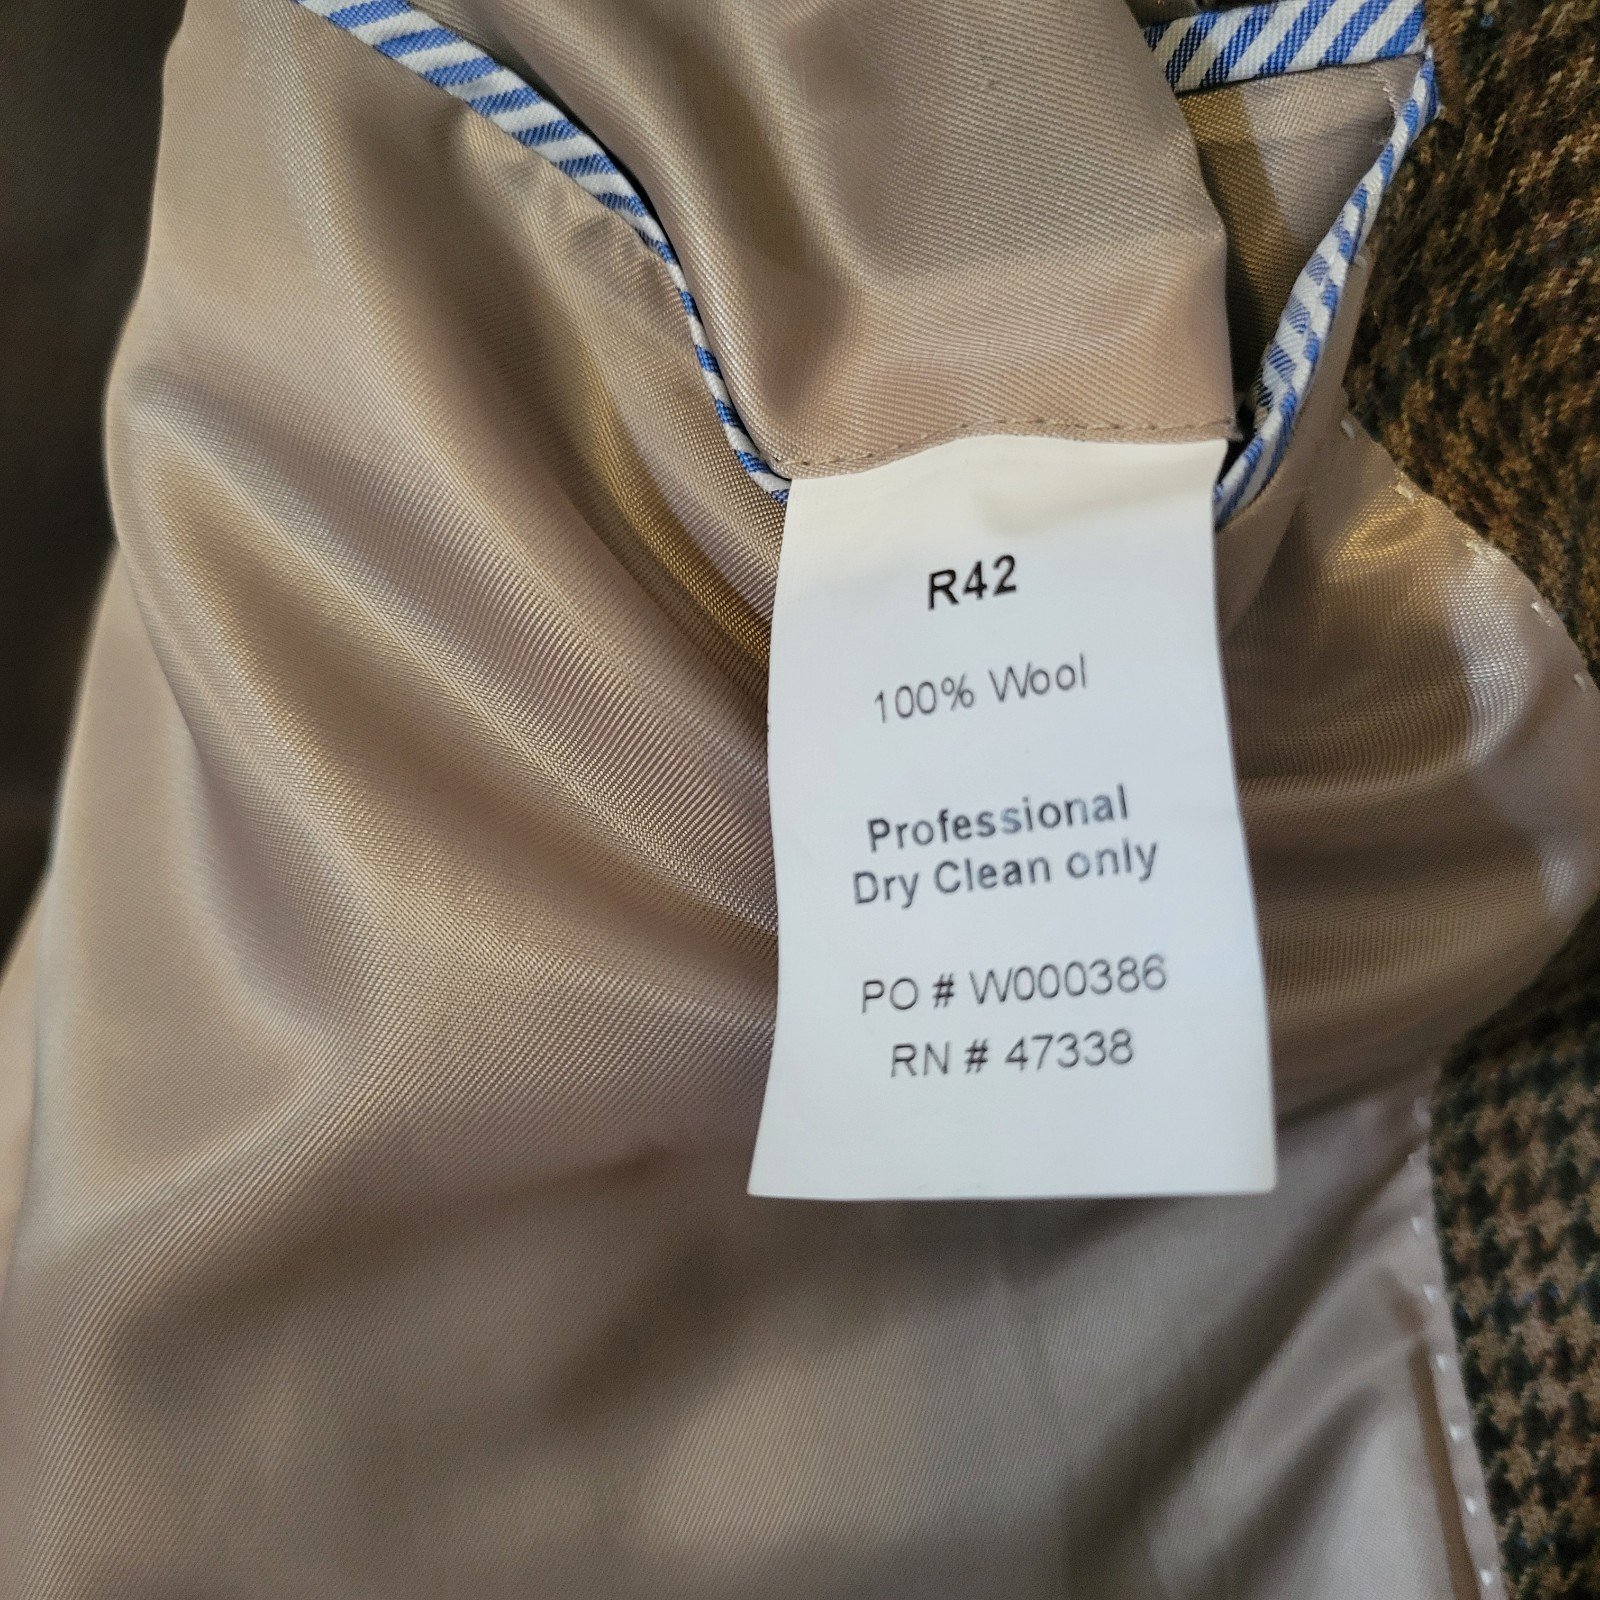 R42
100% Wool
Professional
Dry Clean only
PO # W000386
RN # 47338